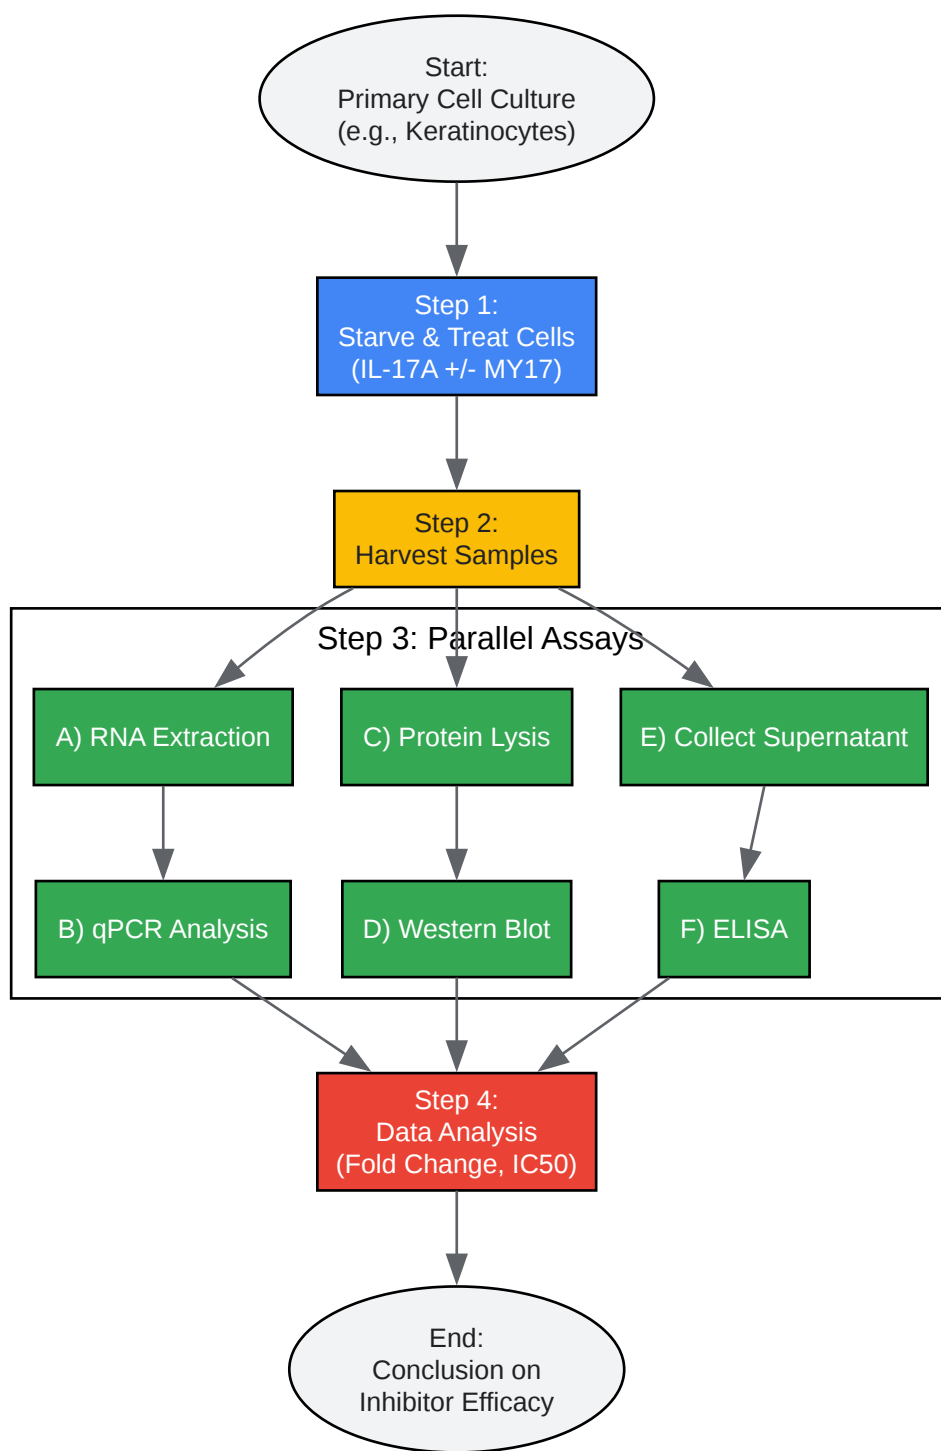 Start:
Primary Cell Culture
(e.g., Keratinocytes)
Step 1:
Starve & Treat Cells
(IL-17A +/- MY17)
Step 2:
Harvest Samples
Step 3: Parallel Assays
A) RNA Extraction
C) Protein Lysis
E) Collect Supernatant
B) qPCR Analysis
D) Western Blot
F) ELISA
Step 4:
Data Analysis
(Fold Change, IC50)
End:
Conclusion on
Inhibitor Efficacy